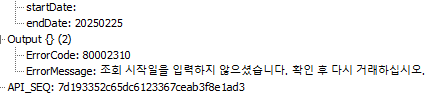 startDate:
endDate: 20250225
Output {} (2)
ErrorCode: 80002310
ErrorMessage: 조회 시작일을 입력하지 않으셨습니다. 확인 후 다시 거래하십시오.
API_SEQ: 7d193352c65dc6123367ceab3f8e1ad3